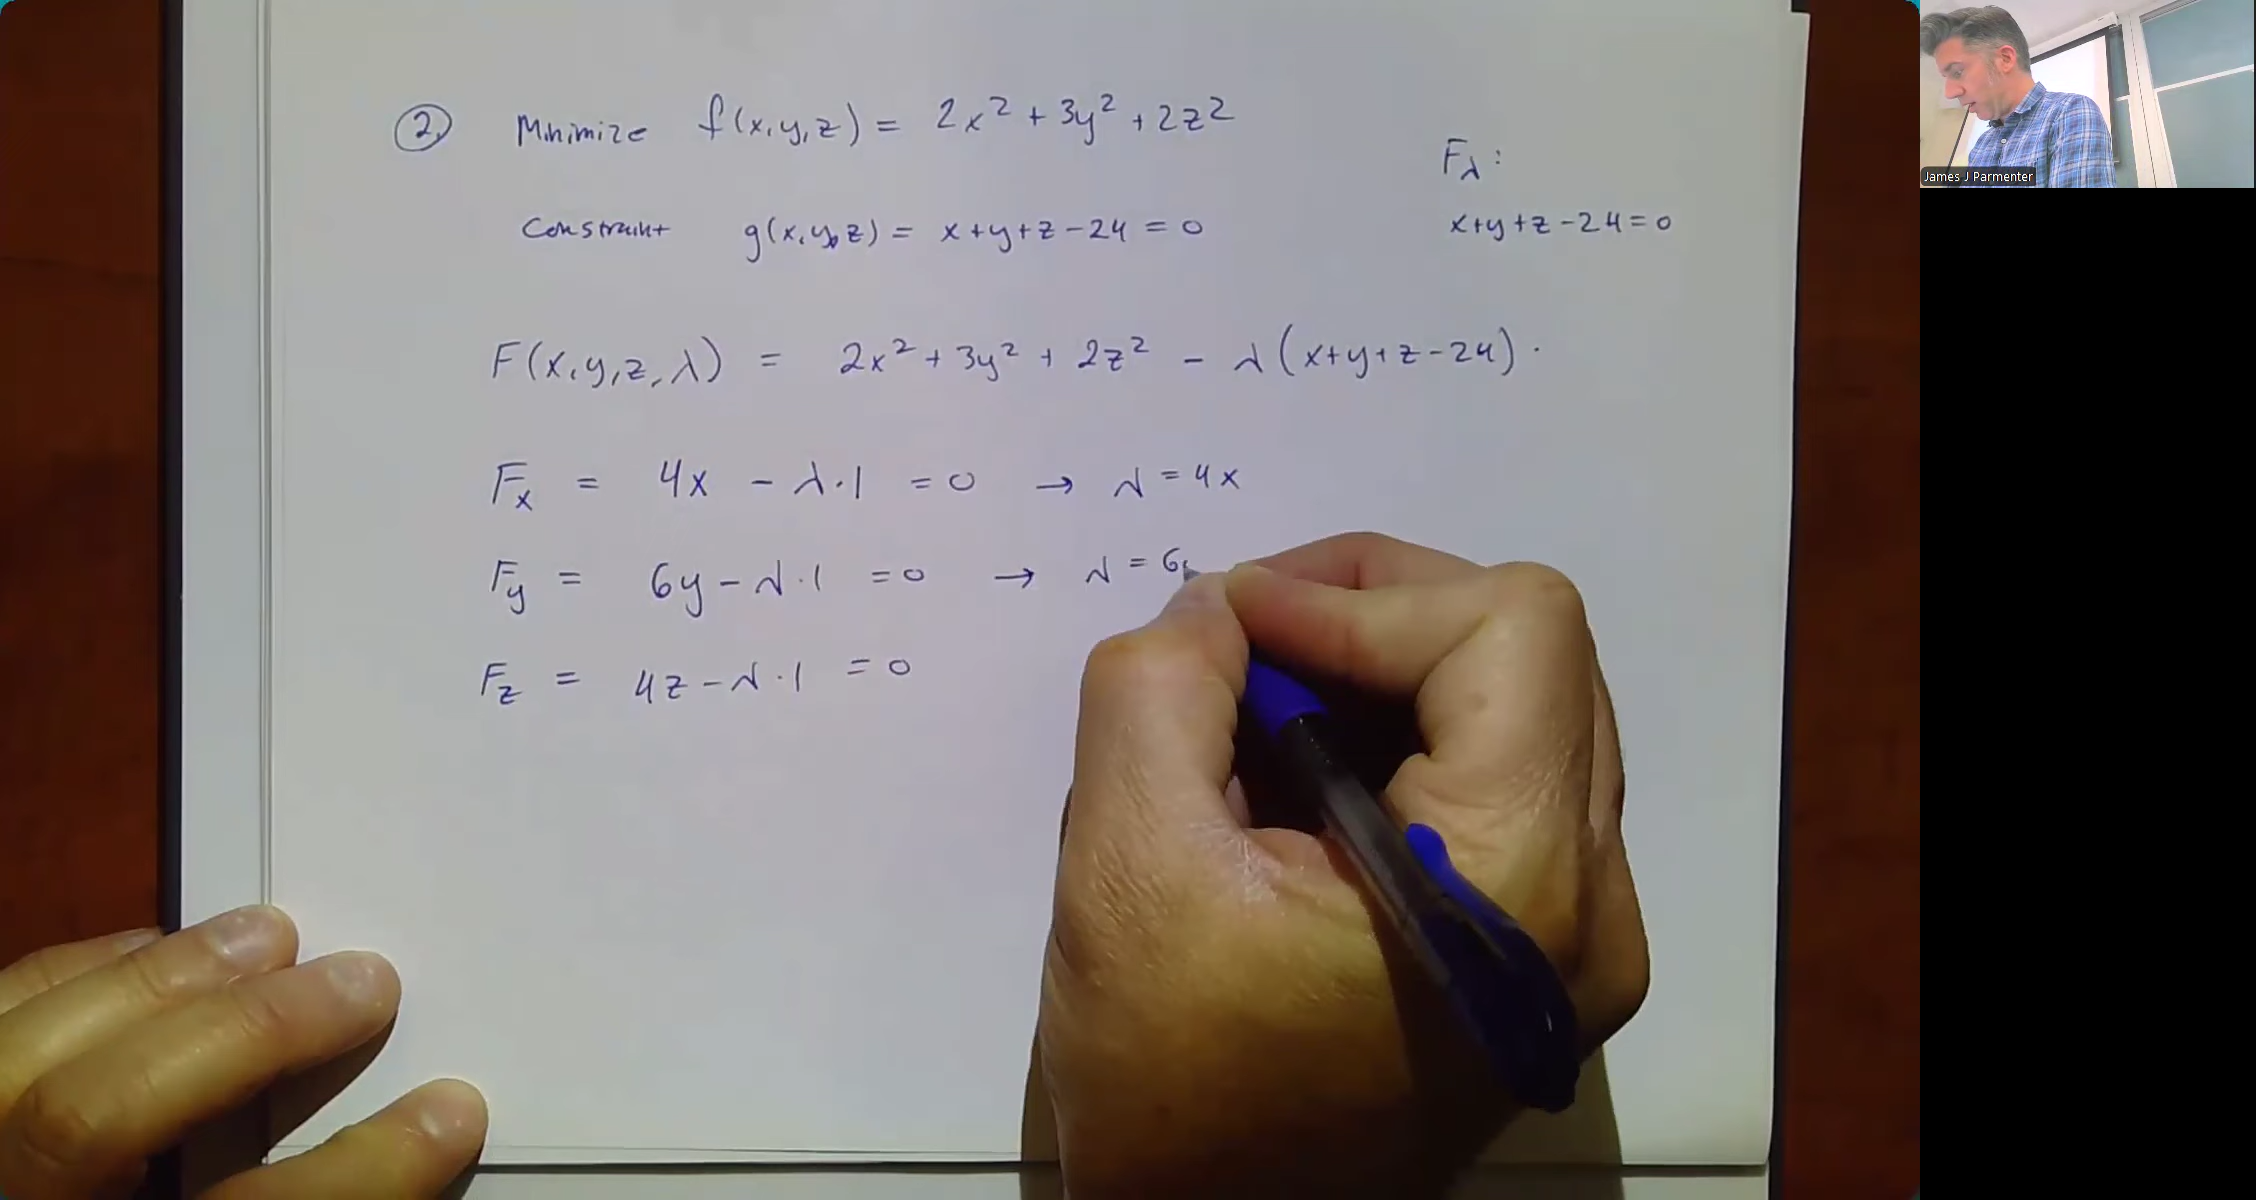 ② Minimize f(x,y,z) = 2x² + 3y² + 2z²
Constraint g(x,y,z) = x+y+z-24 = 0
Fλ:
x+y+z-24=0
F(x,y,z,λ) = 2x² + 3y² + 2z² - λ(x+y+z-24).
Fx = 4x - λ·1 = 0 → λ = 4x
Fy = 6y - λ·1 = 0 → λ = 6y
Fz = 4z - λ·1 = 0
James J Parmenter